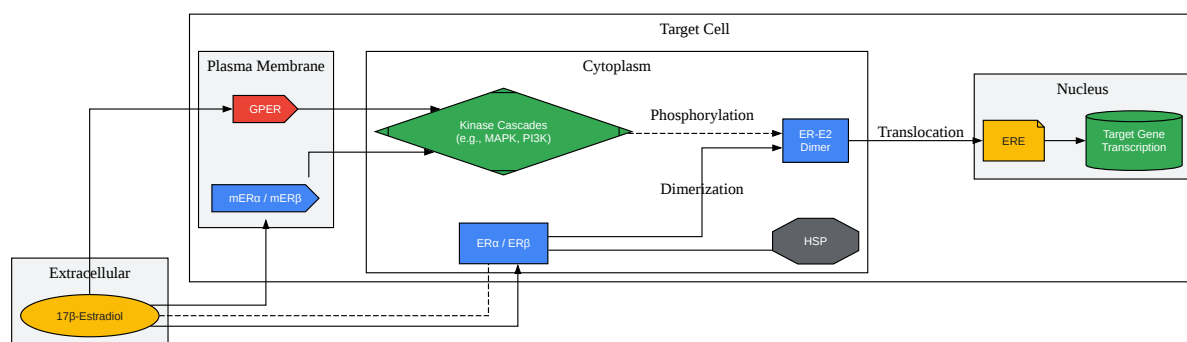 Target Cell
Plasma Membrane
Cytoplasm
Nucleus
GPER
Kinase Cascades
(e.g., MAPK, PI3K)
Phosphorylation
ER-E2
Dimer
Translocation
ERE
Target Gene
Transcription
mERα / mERβ
Dimerization
ERα / ERβ
HSP
Extracellular
17β-Estradiol